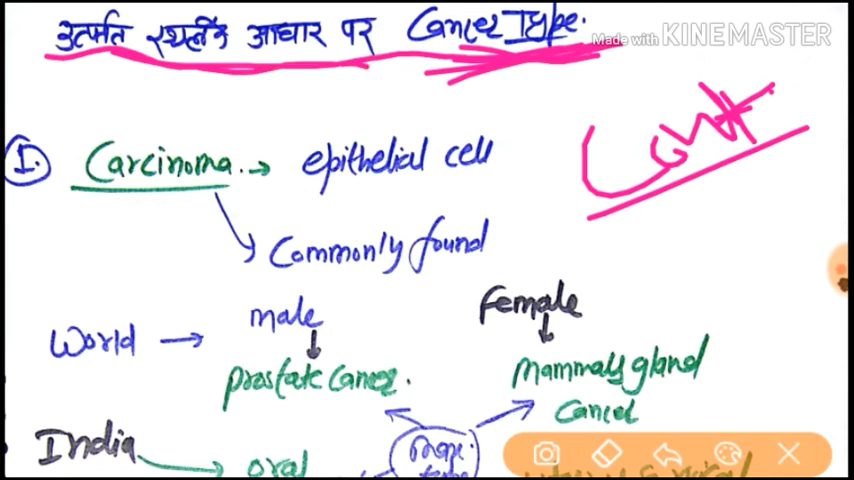 उत्पत्ति स्थल के आधार पर Cancer Type.
Made with KINEMASTER
Cont
I. Carcinoma. → epithelial cell
Commonly found
World → male Female
prostate Cancer. Mammary gland
Cancer
India → oral